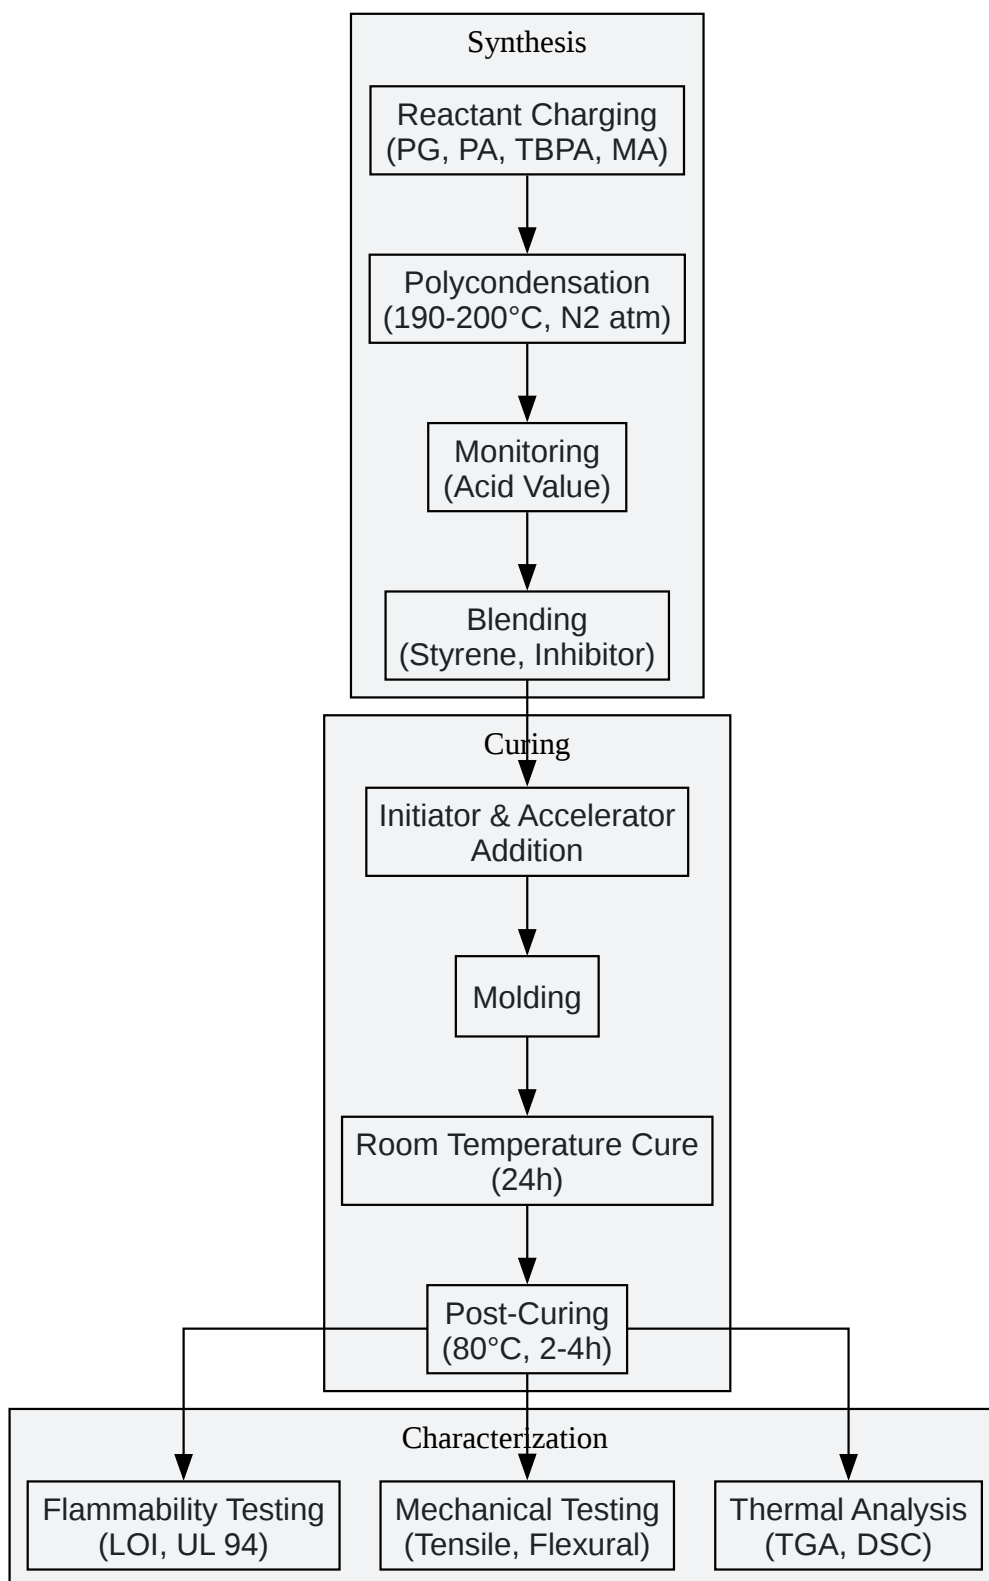 Synthesis
Reactant Charging
(PG, PA, TBPA, MA)
Polycondensation
(190-200°C, N2 atm)
Monitoring
(Acid Value)
Blending
(Styrene, Inhibitor)
Curing
Initiator & Accelerator
Addition
Molding
Room Temperature Cure
(24h)
Post-Curing
(80°C, 2-4h)
Characterization
Flammability Testing
(LOI, UL 94)
Mechanical Testing
(Tensile, Flexural)
Thermal Analysis
(TGA, DSC)